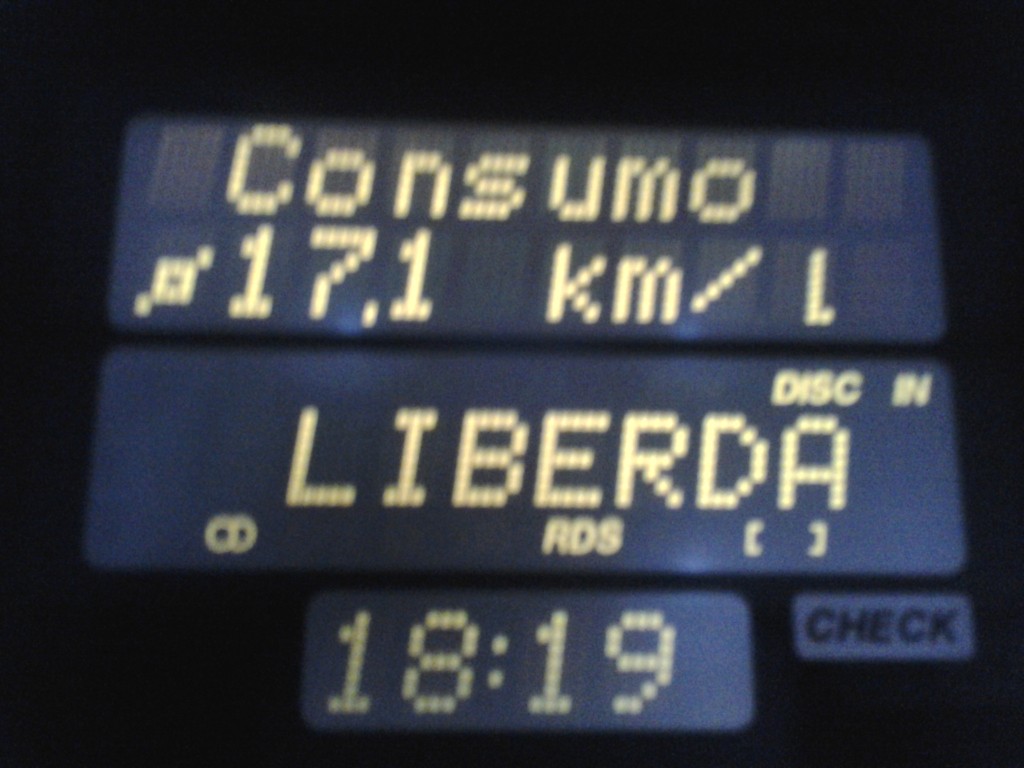 Consumo
17,1 km/l
DISC IN
LIBERDA
RDS [ ]
18:19
CHECK